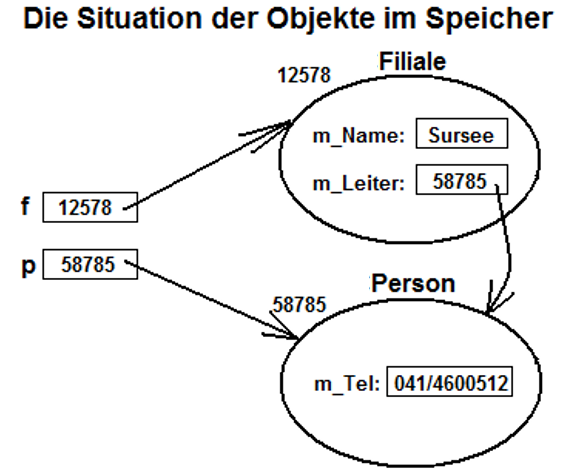 Die Situation der Objekte im Speicher
Filiale
12578
m_Name: Sursee
m_Leiter: 58785
f 12578
p 58785
Person
58785
m_Tel: 041/4600512